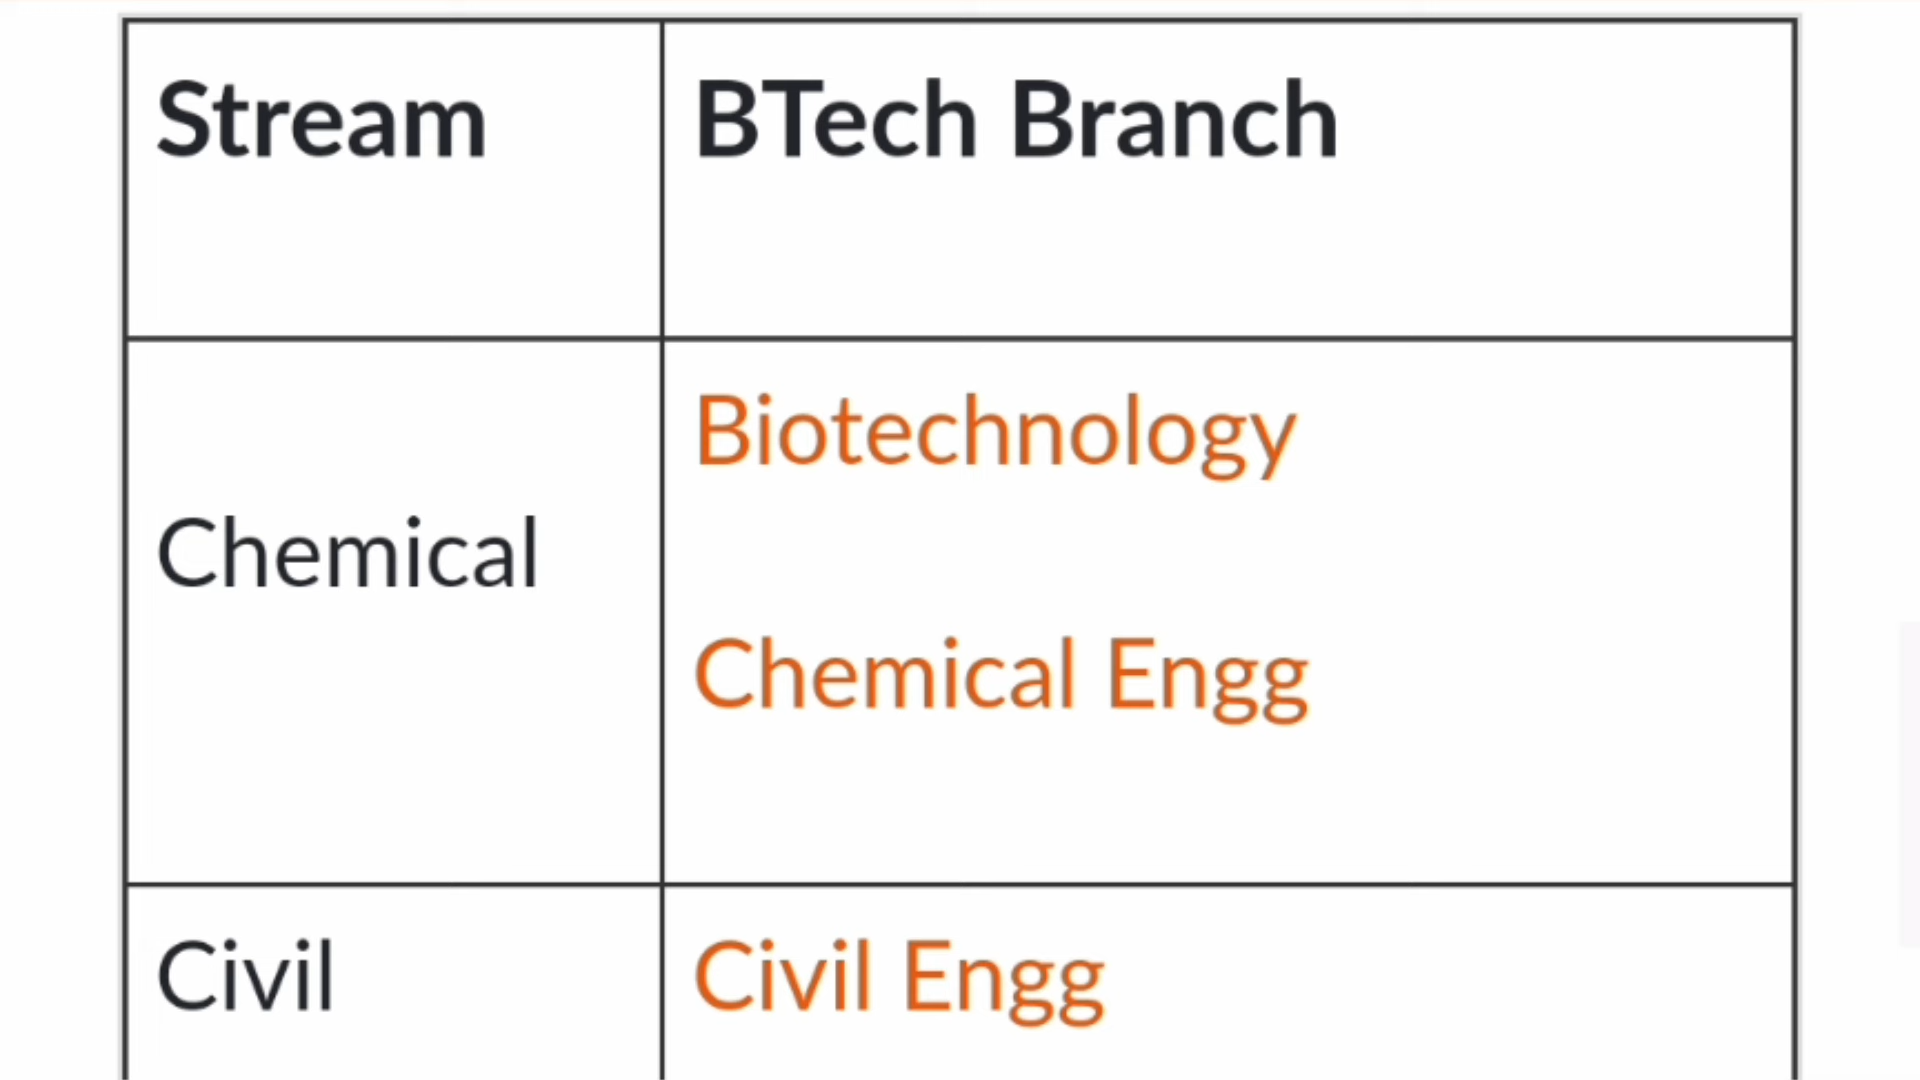 Stream
BTech Branch
Chemical
Biotechnology
Chemical Engg
Civil
Civil Engg